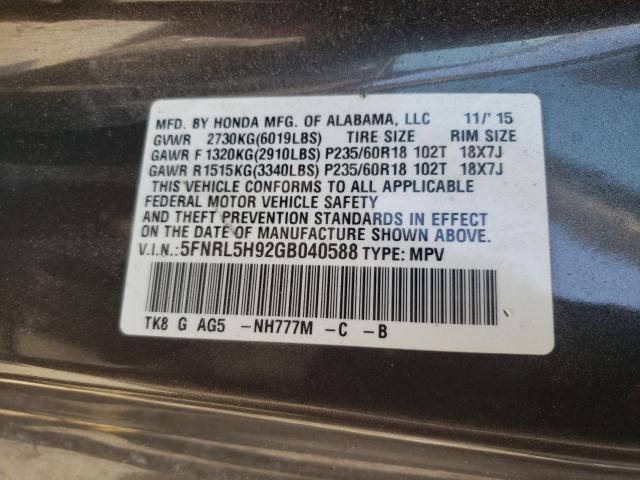 MFD. BY HONDA MFG. OF ALABAMA, LLC 11/'15
GVWR 2730KG(6019LBS) TIRE SIZE RIM SIZE
GAWR F 1320KG(2910LBS) P235/60R18 102T 18X7J
GAWR R1515KG(3340LBS) P235/60R18 102T 18X7J
THIS VEHICLE CONFORMS TO ALL APPLICABLE
FEDERAL MOTOR VEHICLE SAFETY
AND THEFT PREVENTION STANDARDS IN EFFECT
ON THE DATE OF MANUFACTURE SHOWN ABOVE.
V.I.N.:5FNRL5H92GB040588 TYPE: MPV
TK8 G AG5 -NH777M -C -B